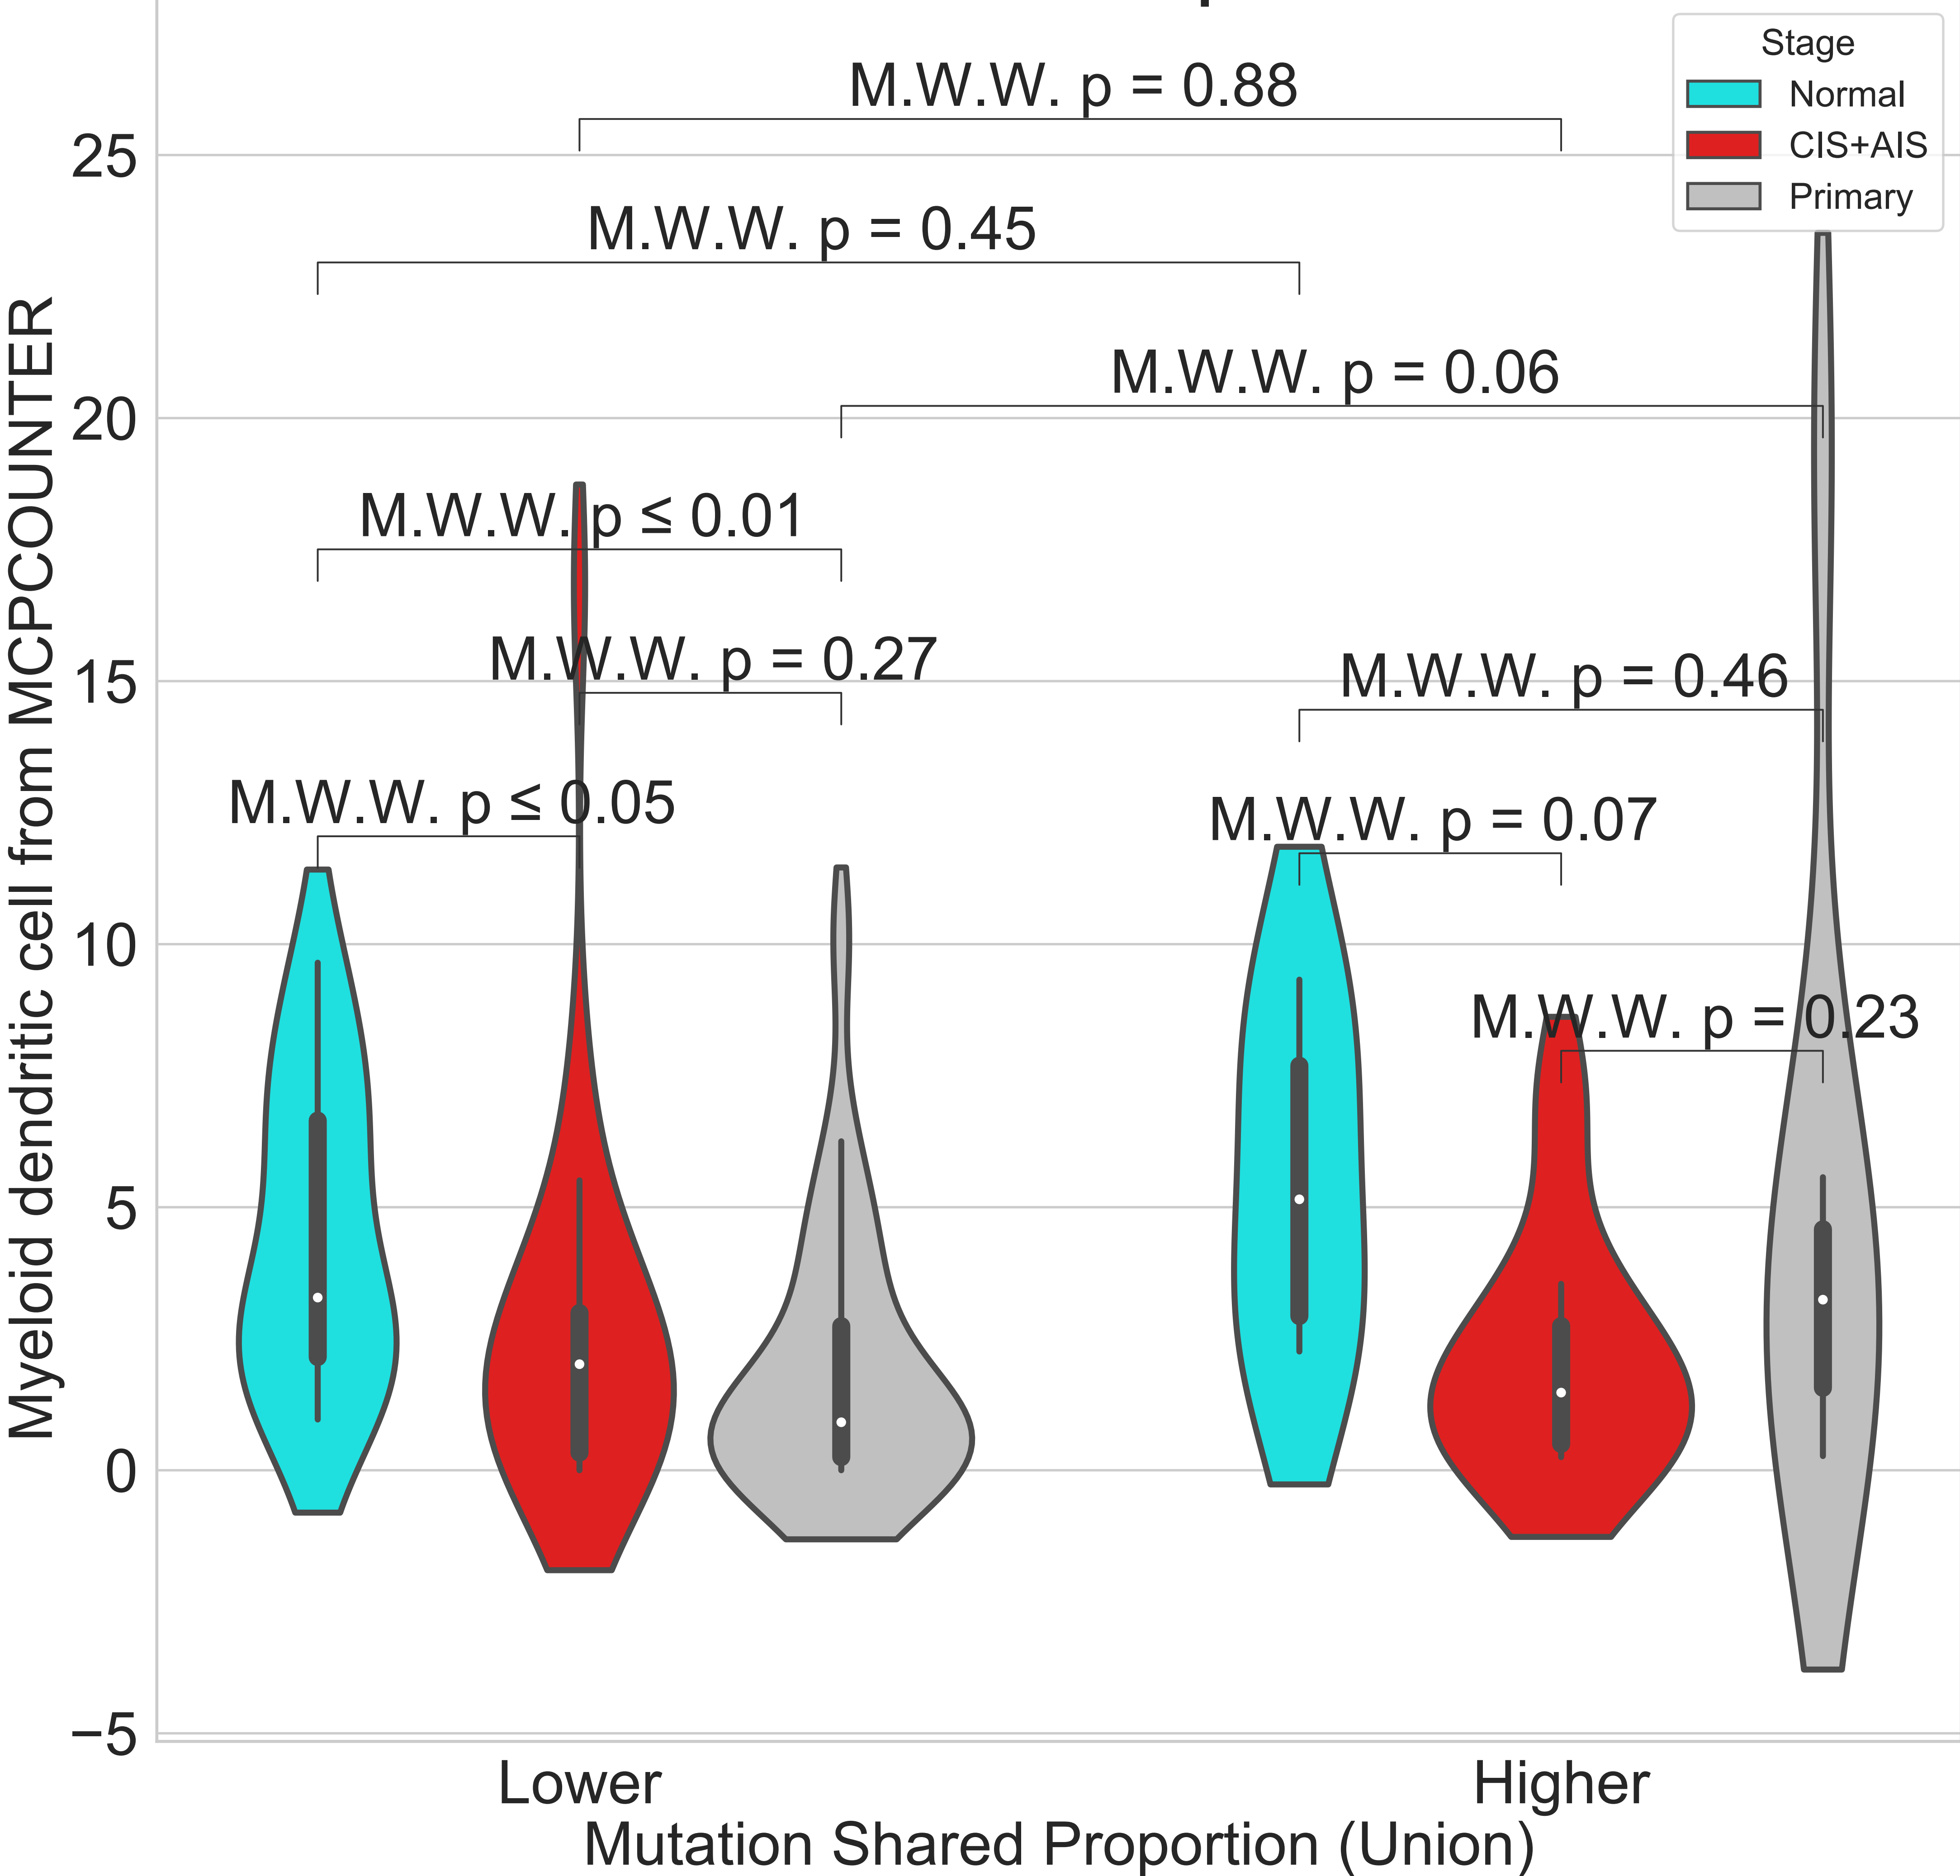 Stage
Normal
CIS+AIS
Primary
M.W.W. p = 0.88
M.W.W. p = 0.45
M.W.W. p = 0.06
M.W.W. p ≤ 0.01
M.W.W. p = 0.27
M.W.W. p = 0.46
M.W.W. p ≤ 0.05
M.W.W. p = 0.07
M.W.W. p = 0.23
Myeloid dendritic cell from MCPCOUNTER
25
20
15
10
5
0
−5
Lower
Higher
Mutation Shared Proportion (Union)